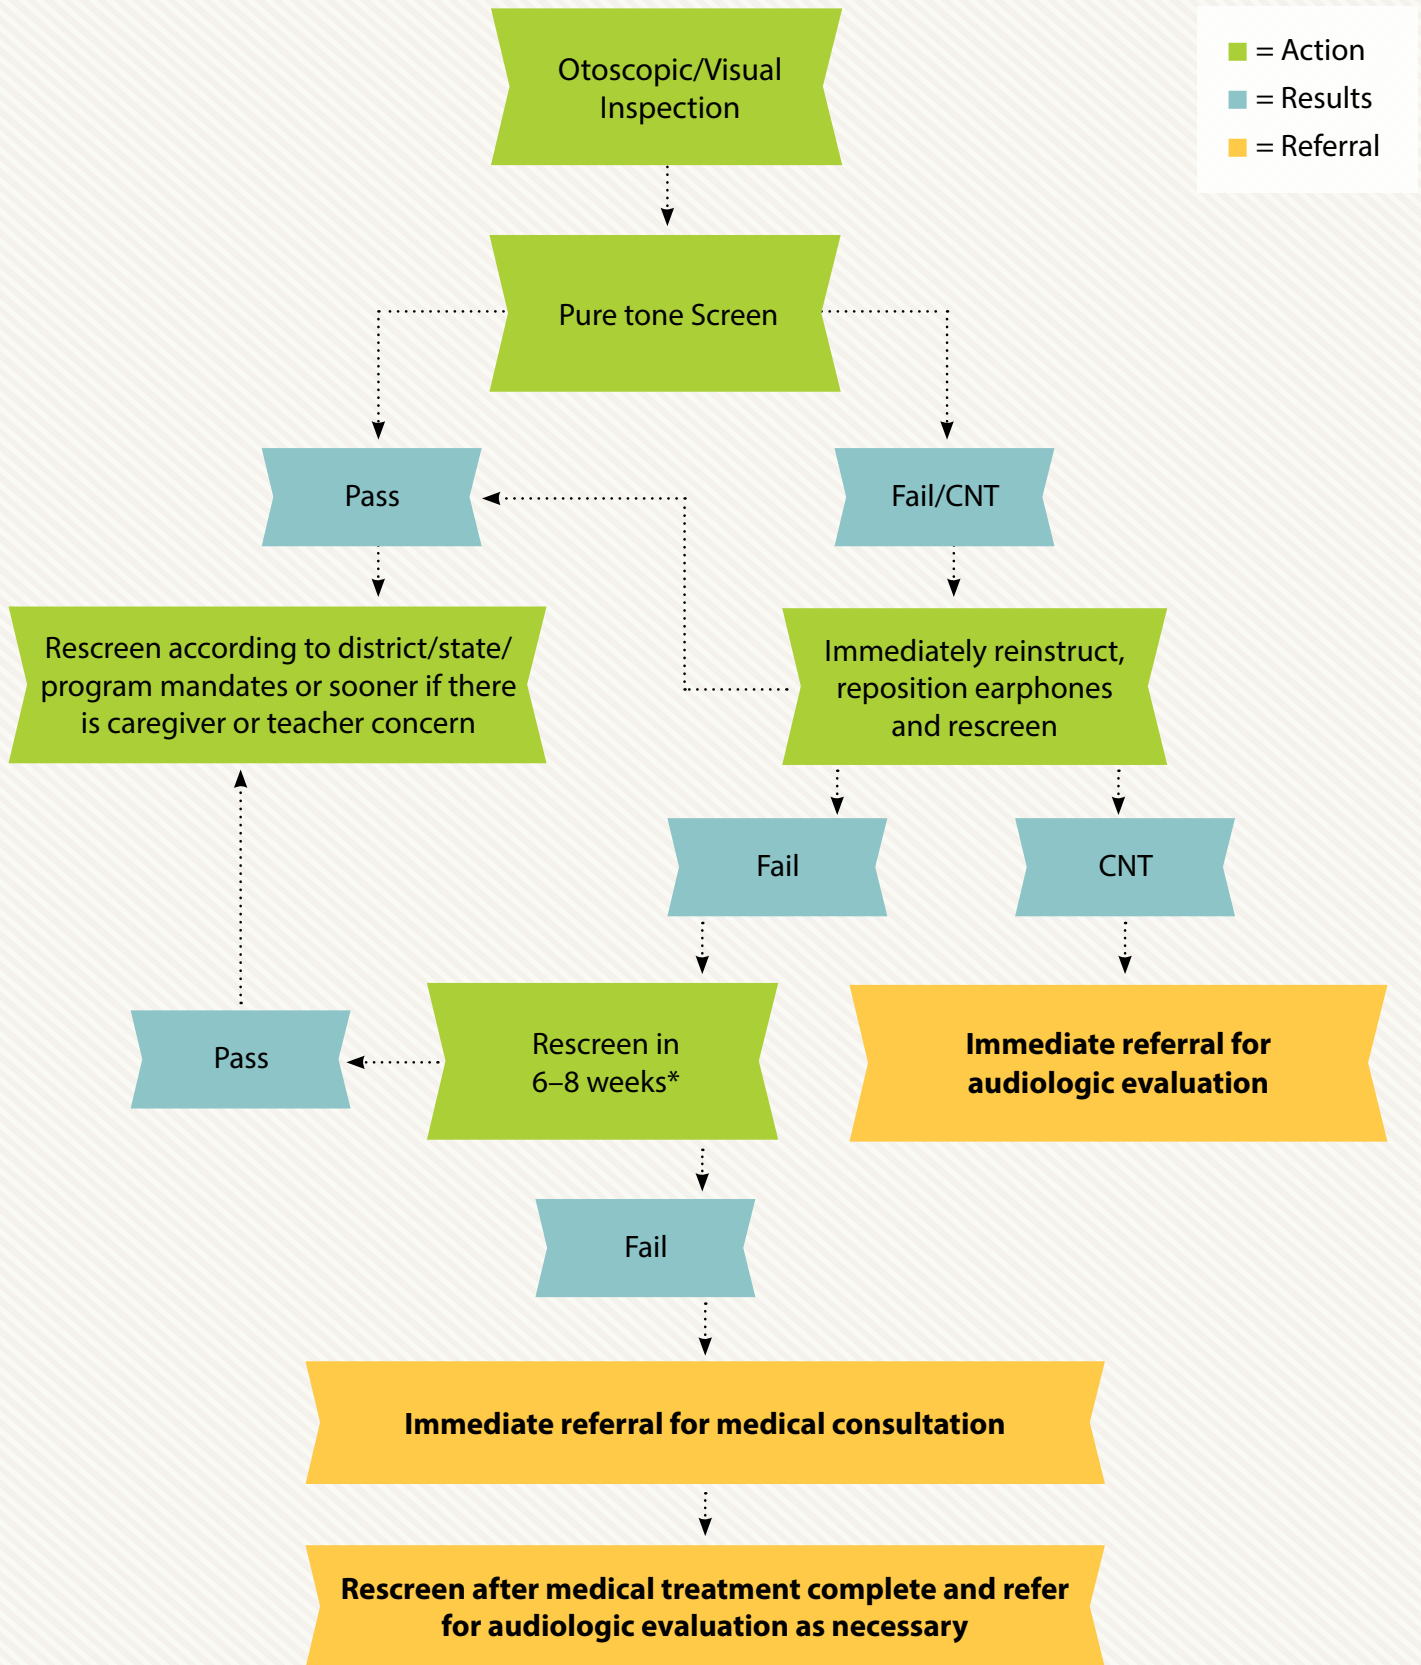 Otoscopic/Visual
Inspection
= Action
= Results
= Referral
Pure tone Screen
Pass
Fail/CNT
Rescreen according to district/state/
program mandates or sooner if there
is caregiver or teacher concern
Immediately reinstruct,
reposition earphones
and rescreen
Fail
CNT
Pass
Rescreen in
6–8 weeks*
Immediate referral for
audiologic evaluation
Fail
Immediate referral for medical consultation
Rescreen after medical treatment complete and refer
for audiologic evaluation as necessary